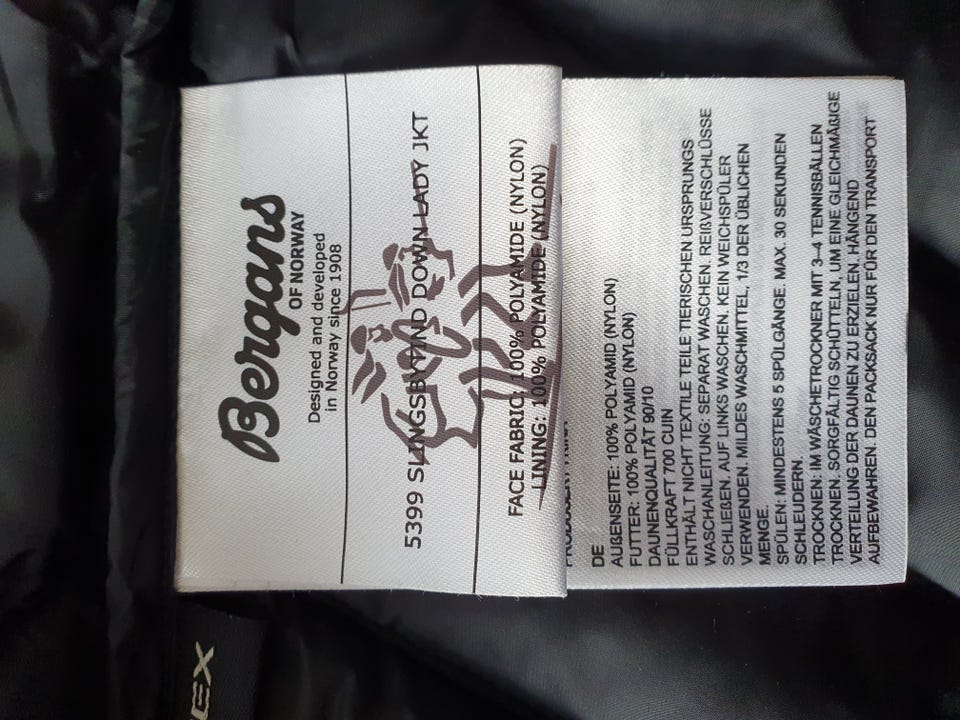 Bergans
OF NORWAY
Designed and developed
in Norway since 1908
5399 SLINGSBYTIND DOWN LADY JKT
FACE FABRIC: 100% POLYAMIDE (NYLON)
LINING:: 100% POLYAMIDE (NYLON)
DE
AUßENSEITE: 100% POLYAMID (NYLON)
FUTTER: 100% POLYAMID (NYLON)
DAUNENQUALITÄT 90/10
FÜLLKRAFT 700 CUIN
ENTHÄLT NICHT TEXTILE TEILE TIERISCHEN URSPRUNGS
WASCHANLEITUNG: SEPARAT WASCHEN. REIßVERSCHLÜSSE
SCHLIEßEN. AUF LINKS WASCHEN. KEIN WEICHSPÜLER
VERWENDEN. MILDES WASCHMITTEL, 1/3 DER ÜBLICHEN
MENGE.
SPÜLEN: MINDESTENS 5 SPÜLGÄNGE. MAX. 30 SEKUNDEN
SCHLEUDERN.
TROCKNEN: IM WÄSCHETROCKNER MIT 3–4 TENNISBÄLLEN
TROCKNEN. SORGFÄLTIG SCHÜTTELN, UM EINE GLEICHMÄßIGE
VERTEILUNG DER DAUNEN ZU ERZIELEN. HÄNGEND
AUFBEWAHREN. DEN PACKSACK NUR FÜR DEN TRANSPORT